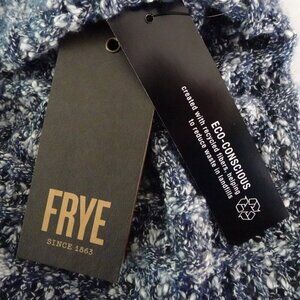 FRYE
SINCE 1863
ECO-CONSCIOUS
created with recycled fibers, helping
to reduce waste in landfills